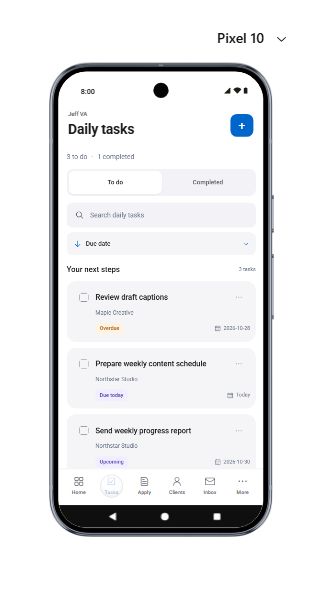 Pixel 10
8:00
Jeff VA
Daily tasks
3 to do · 1 completed
To do
Completed
Search daily tasks
Due date
Your next steps
3 tasks
Review draft captions
Maple Creative
Overdue
2026-10-28
Prepare weekly content schedule
Northstar Studio
Due today
Today
Send weekly progress report
Northstar Studio
Upcoming
2026-10-30
Home
Tasks
Apply
Clients
Inbox
More